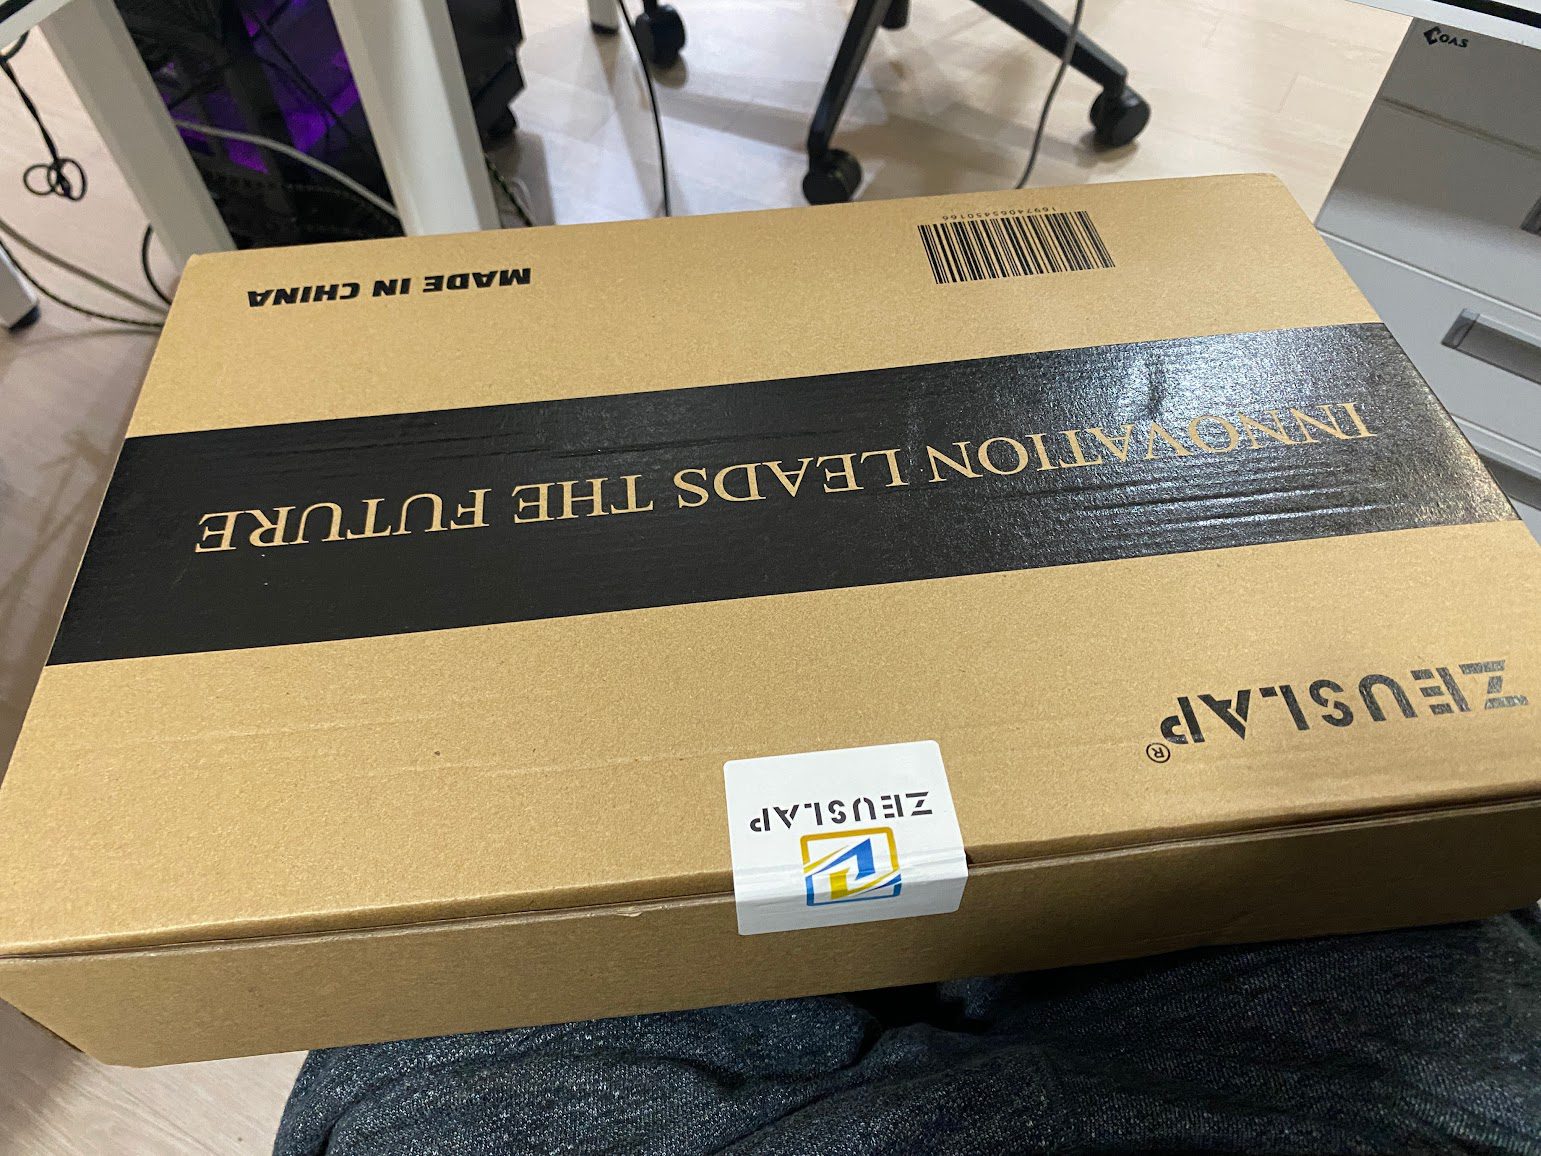 ZEUSLAP
ZEUSLAP®
INNOVATION LEADS THE FUTURE
MADE IN CHINA